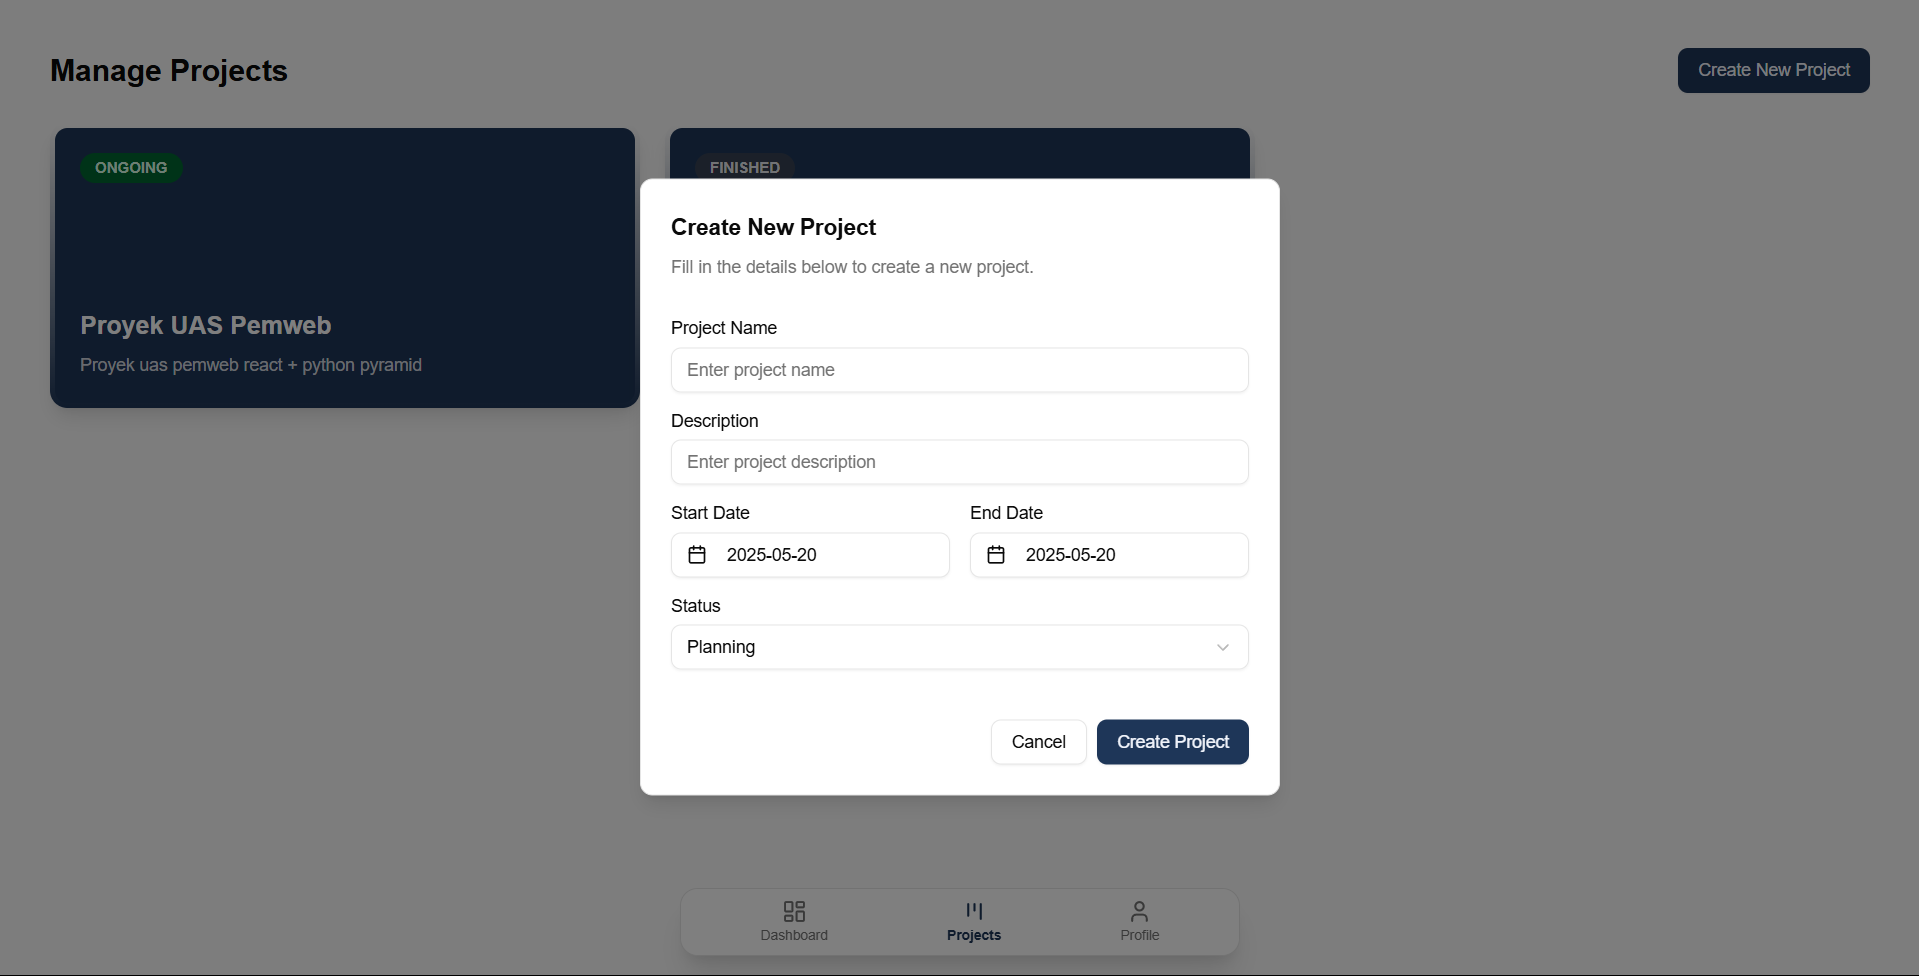 Manage Projects
Create New Project
ONGOING
FINISHED
Proyek UAS Pemweb
Proyek uas pemweb react + python pyramid
Create New Project
Fill in the details below to create a new project.
Project Name
Enter project name
Description
Enter project description
Start Date
End Date
2025-05-20
2025-05-20
Status
Planning
Cancel
Create Project
Dashboard
Projects
Profile